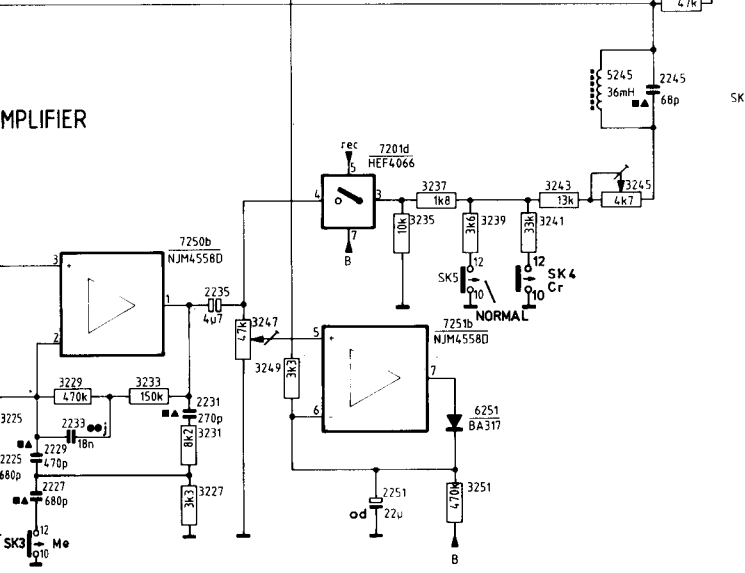 47k
5245
2245
36mH
68p
SK
MPLIFIER
rec
7201d
HEF4066
5
4
3
7
B
3237
1k8
3243
13k
3245
4k7
10k
3235
3k6
3239
33k
3241
12
12
SK5
10
10
SK4
Cr
NORMAL
7250b
NJM4558D
3
+
1
2
-
2235
4µ7
3247
47k
7251b
NJM4558D
5
+
6
-
7
3249
3k3
6251
BA317
3229
470k
3233
150k
2231
270p
3225
2233
18n
j
8k2
3231
2225
680p
2229
470p
2227
680p
3k3
3227
2251
22µ
od
470k
3251
B
SK3
12
10
Me